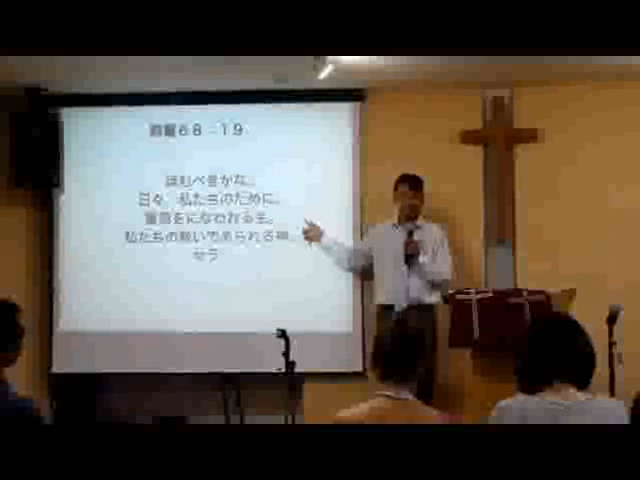 詩篇68:19
ほむべきかな。
日々、私たちのために、
重荷をになわれる主。
私たちの救いであられる神。
セラ